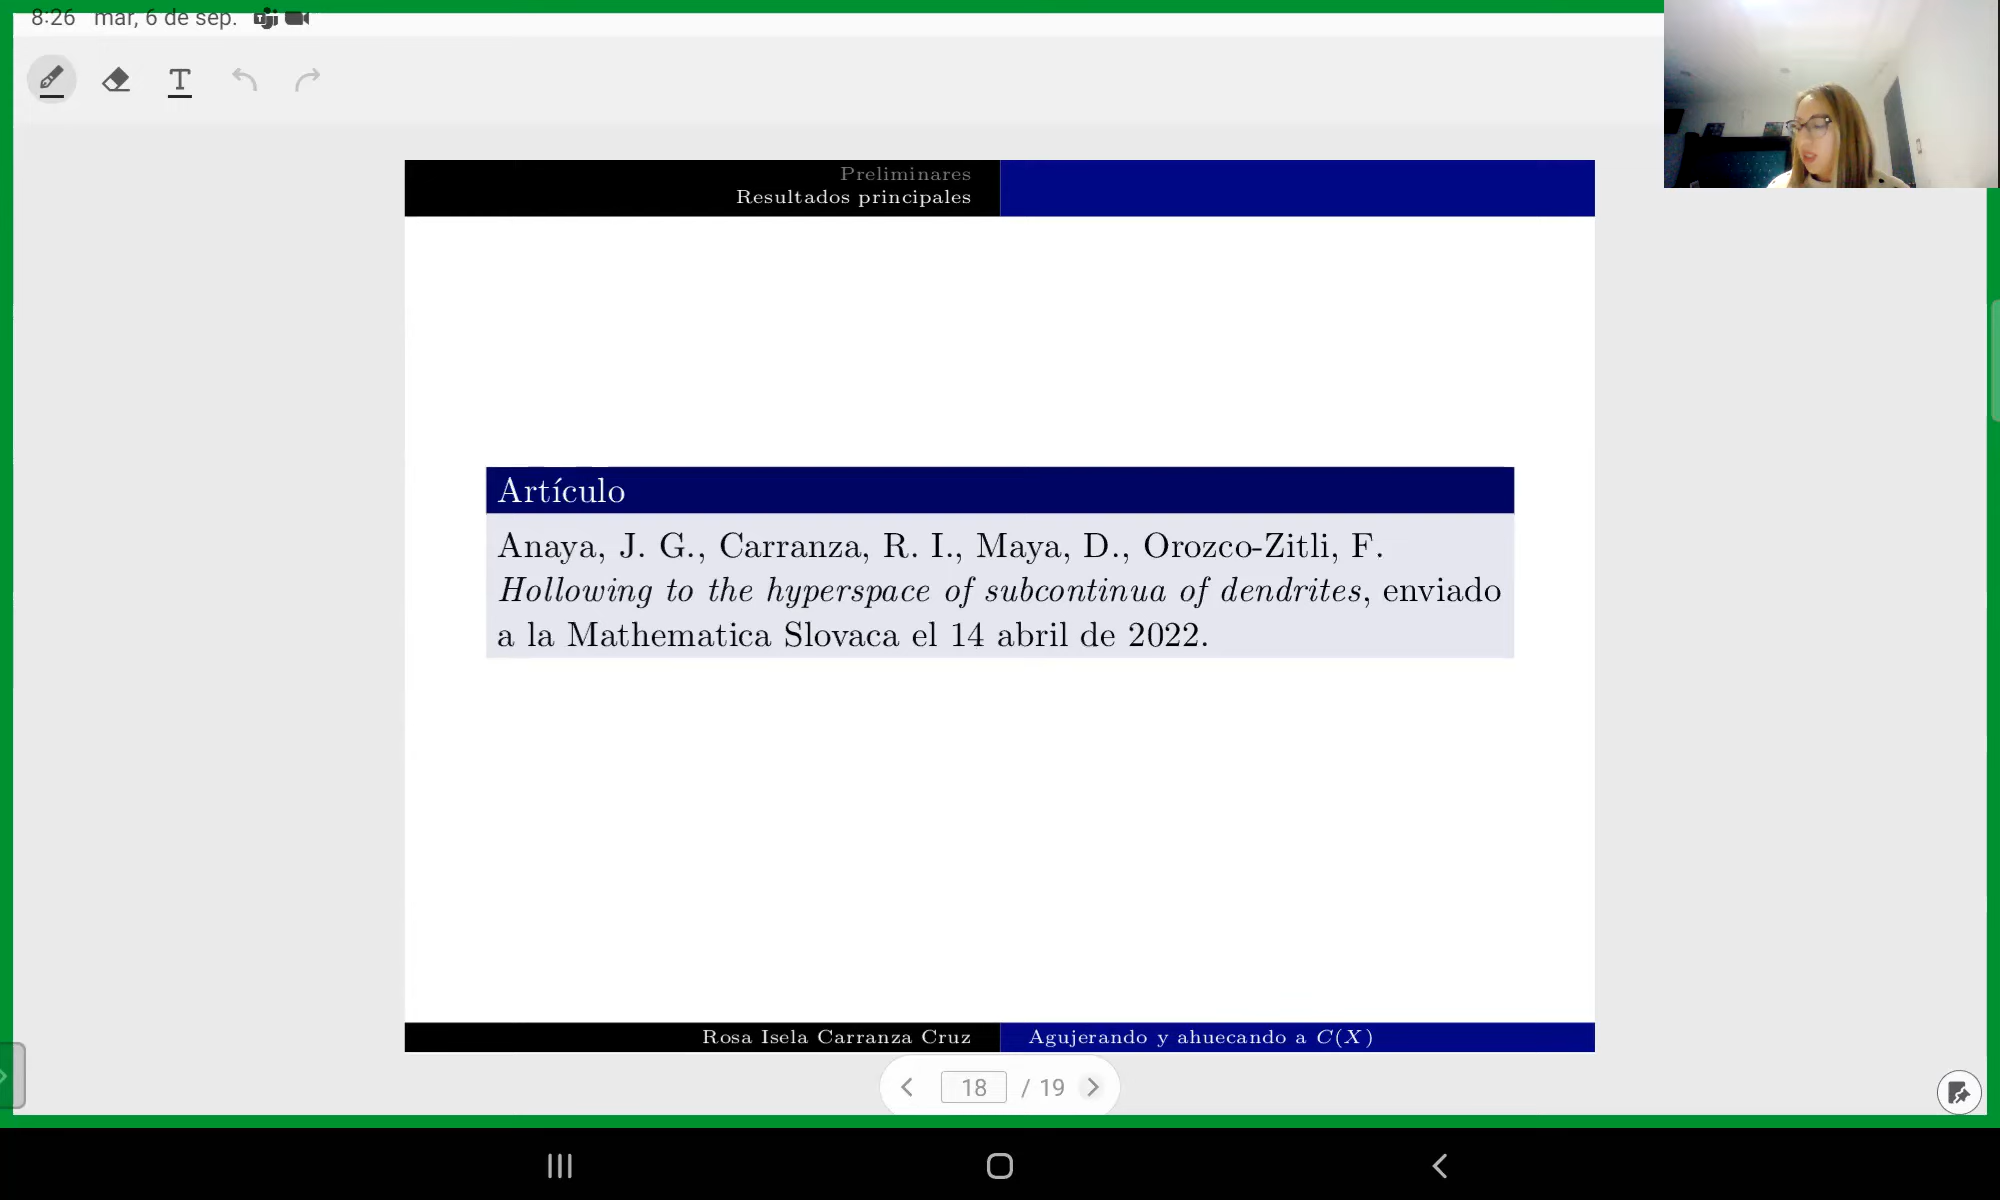 8:26 mar, 6 de sep.
Preliminares
Resultados principales
Artículo
Anaya, J. G., Carranza, R. I., Maya, D., Orozco-Zitli, F.
Hollowing to the hyperspace of subcontinua of dendrites, enviado
a la Mathematica Slovaca el 14 abril de 2022.
Rosa Isela Carranza Cruz Agujerando y ahuecando a C(X)
18 / 19